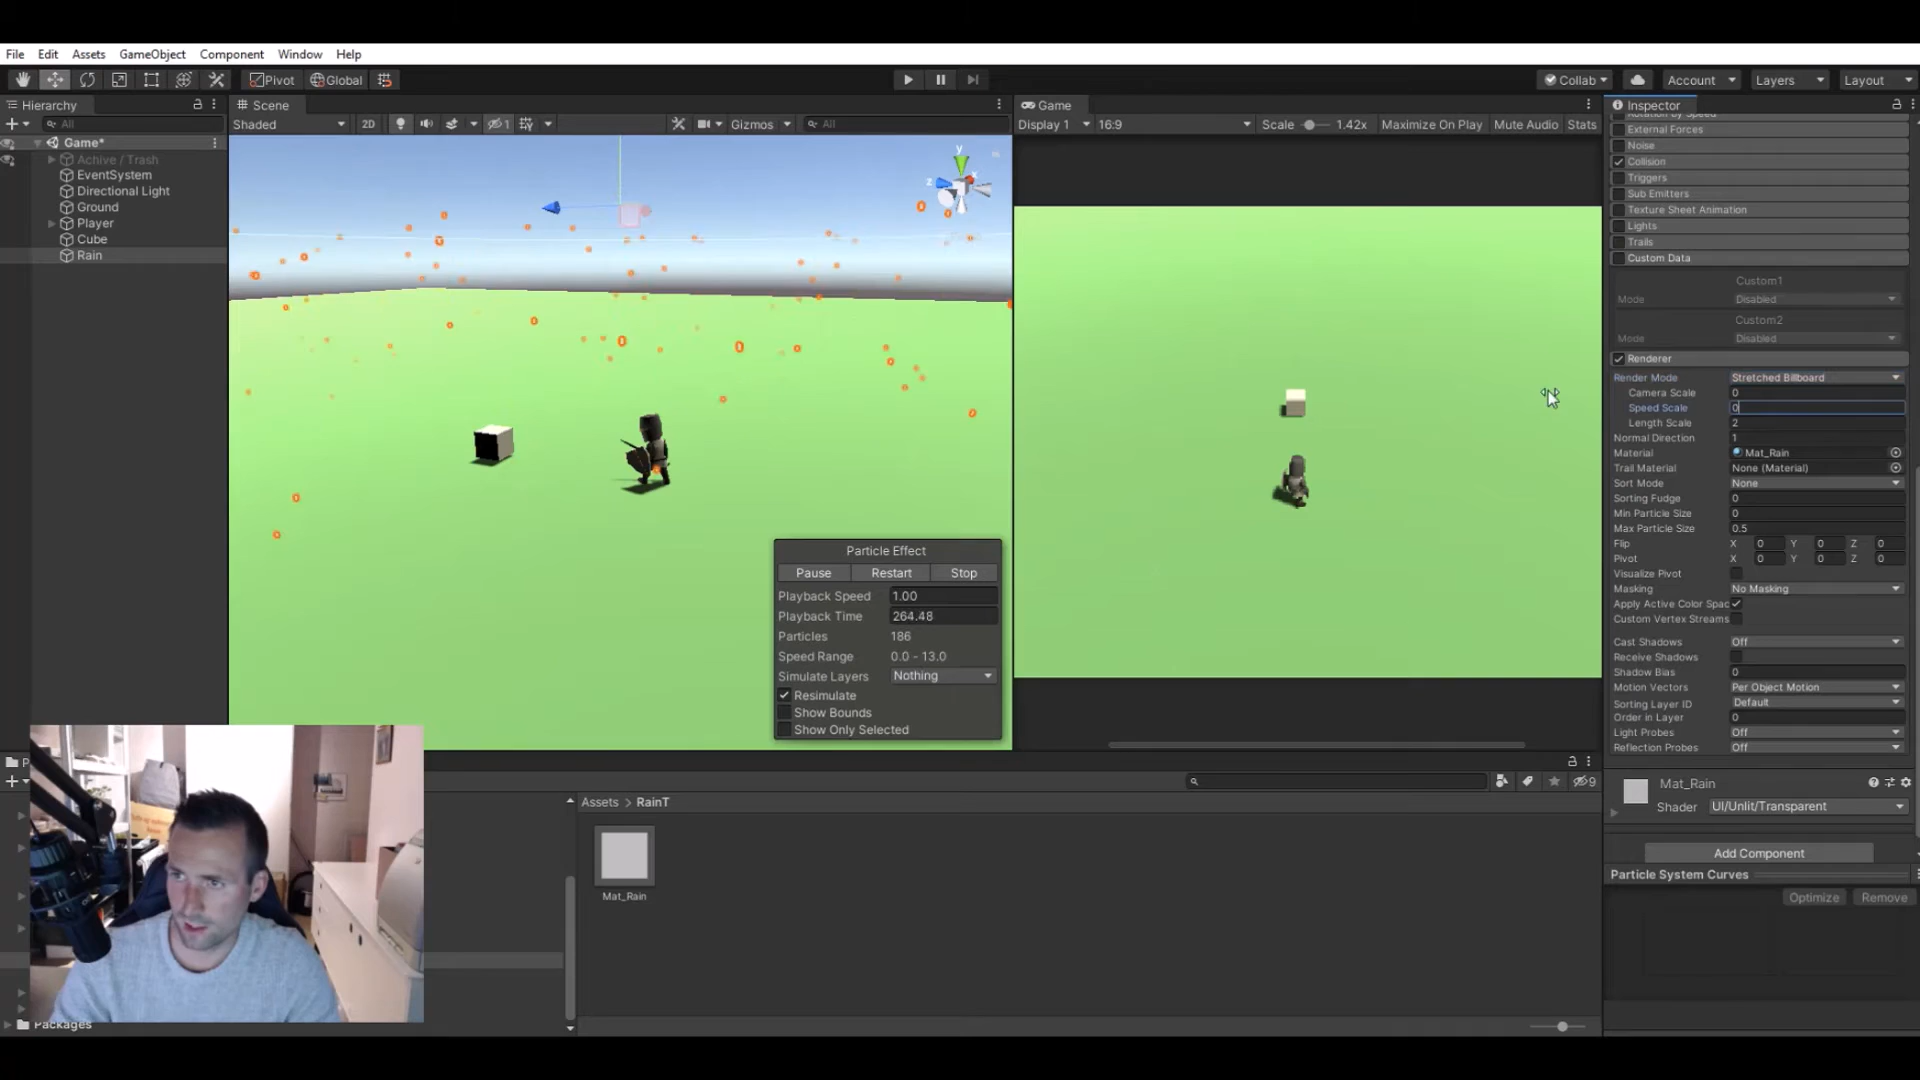 File Edit Assets GameObject Component Window Help
Pivot Global Collab Account Layers Layout
Hierarchy
All
Game*
Achive / Trash
EventSystem
Directional Light
Ground
Player
Cube
Rain
Scene
Shaded 2D Gizmos All
y
z
Particle Effect
Pause Restart Stop
Playback Speed 1.00
Playback Time 264.48
Particles 186
Speed Range 0.0 - 13.0
Simulate Layers Nothing
Resimulate
Show Bounds
Show Only Selected
Game
Display 1 16:9 Scale 1.42x Maximize On Play Mute Audio Stats
Inspector
Rotation by Speed
External Forces
Noise
Collision
Triggers
Sub Emitters
Texture Sheet Animation
Lights
Trails
Custom Data
Custom1
Mode Disabled
Custom2
Mode Disabled
Renderer
Render Mode Stretched Billboard
Camera Scale 0
Speed Scale 0
Length Scale 2
Normal Direction 1
Material Mat_Rain
Trail Material None (Material)
Sort Mode None
Sorting Fudge 0
Min Particle Size 0
Max Particle Size 0.5
Flip X 0 Y 0 Z 0
Pivot X 0 Y 0 Z 0
Visualize Pivot
Masking No Masking
Apply Active Color Spac
Custom Vertex Streams
Cast Shadows Off
Receive Shadows
Shadow Bias 0
Motion Vectors Per Object Motion
Sorting Layer ID Default
Order in Layer 0
Light Probes Off
Reflection Probes Off
Mat_Rain
Shader UI/Unlit/Transparent
Add Component
Particle System Curves
Optimize Remove
9
Assets > RainT
Mat_Rain
Packages